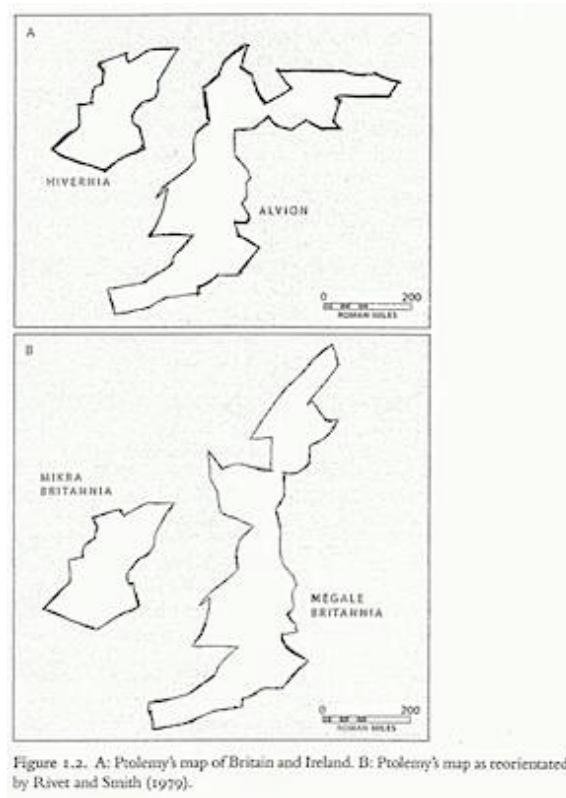 A
HIVERNIA
ALVION
0 200
ROMAN MILES
B
MIKRA
BRITANNIA
MEGALE
BRITANNIA
0 200
ROMAN MILES
Figure 1.2. A: Ptolemy's map of Britain and Ireland. B: Ptolemy's map as reorientated
by Rivet and Smith (1979).